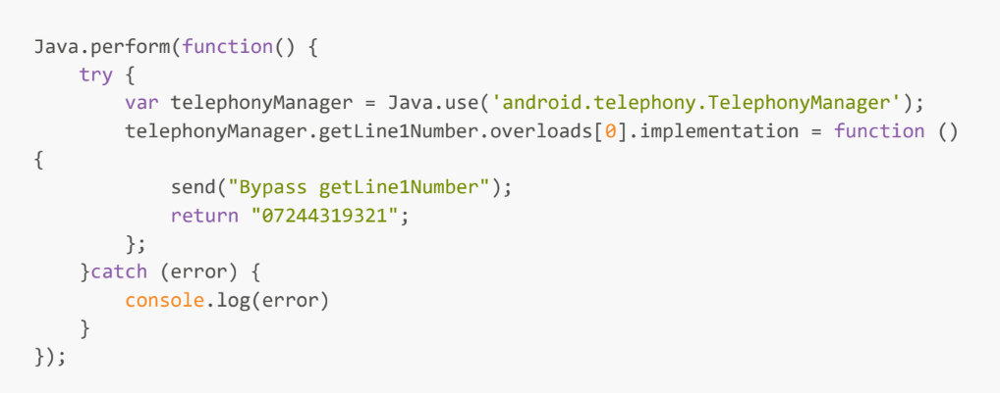 Java.perform(function() {
    try {
        var telephonyManager = Java.use('android.telephony.TelephonyManager');
        telephonyManager.getLine1Number.overloads[0].implementation = function ()
{
            send("Bypass getLine1Number");
            return "07244319321";
        };
    }catch (error) {
        console.log(error)
    }
});